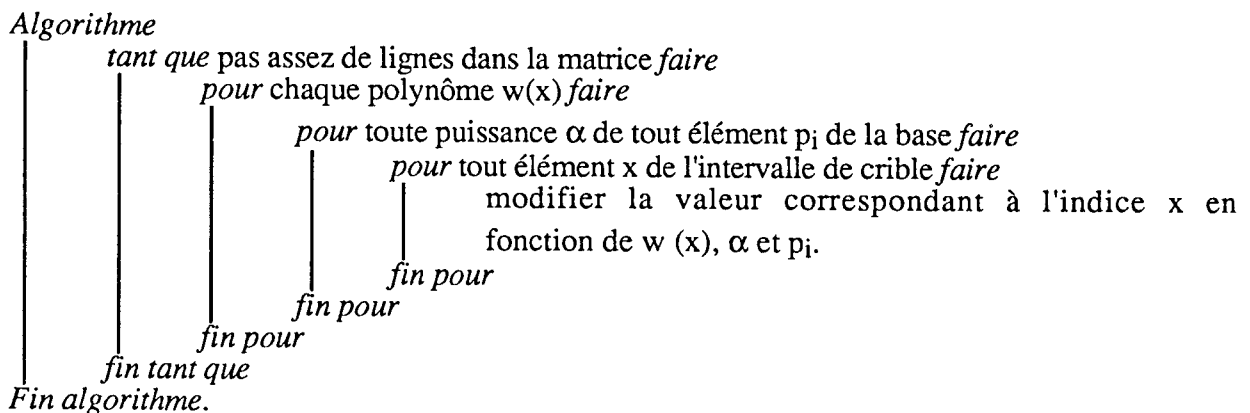 Algorithme
tant que pas assez de lignes dans la matrice faire
pour chaque polynôme w(x) faire
pour toute puissance α de tout élément pi de la base faire
pour tout élément x de l'intervalle de crible faire
modifier la valeur correspondant à l'indice x en
fonction de w (x), α et pi.
fin pour
fin pour
fin pour
fin tant que
Fin algorithme.